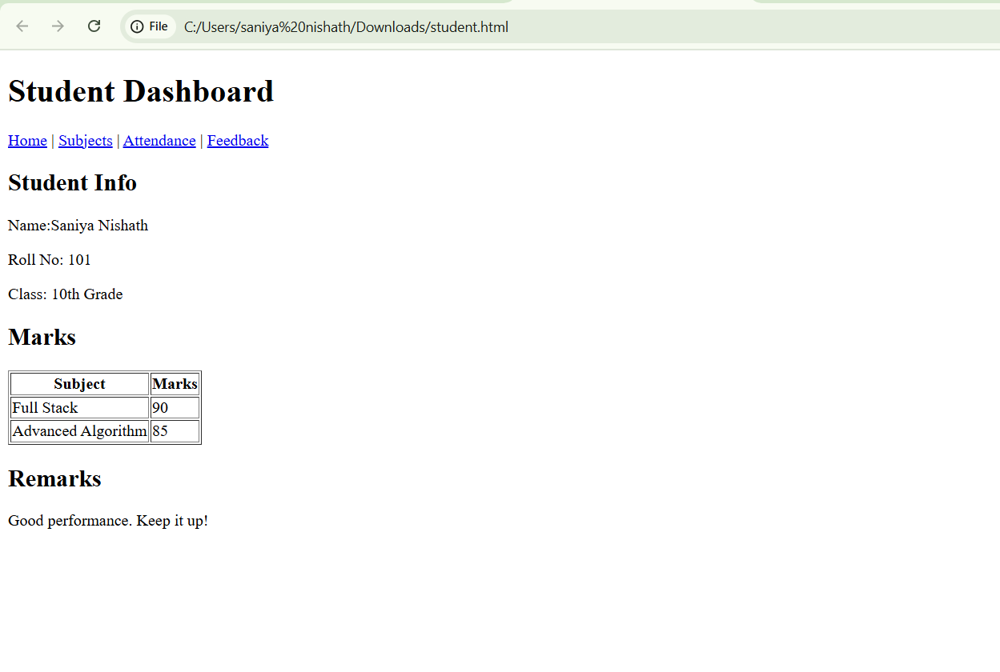 File C:/Users/saniya%20nishath/Downloads/student.html
Student Dashboard
Home | Subjects | Attendance | Feedback
Student Info
Name:Saniya Nishath
Roll No: 101
Class: 10th Grade
Marks
Subject Marks
Full Stack 90
Advanced Algorithm 85
Remarks
Good performance. Keep it up!